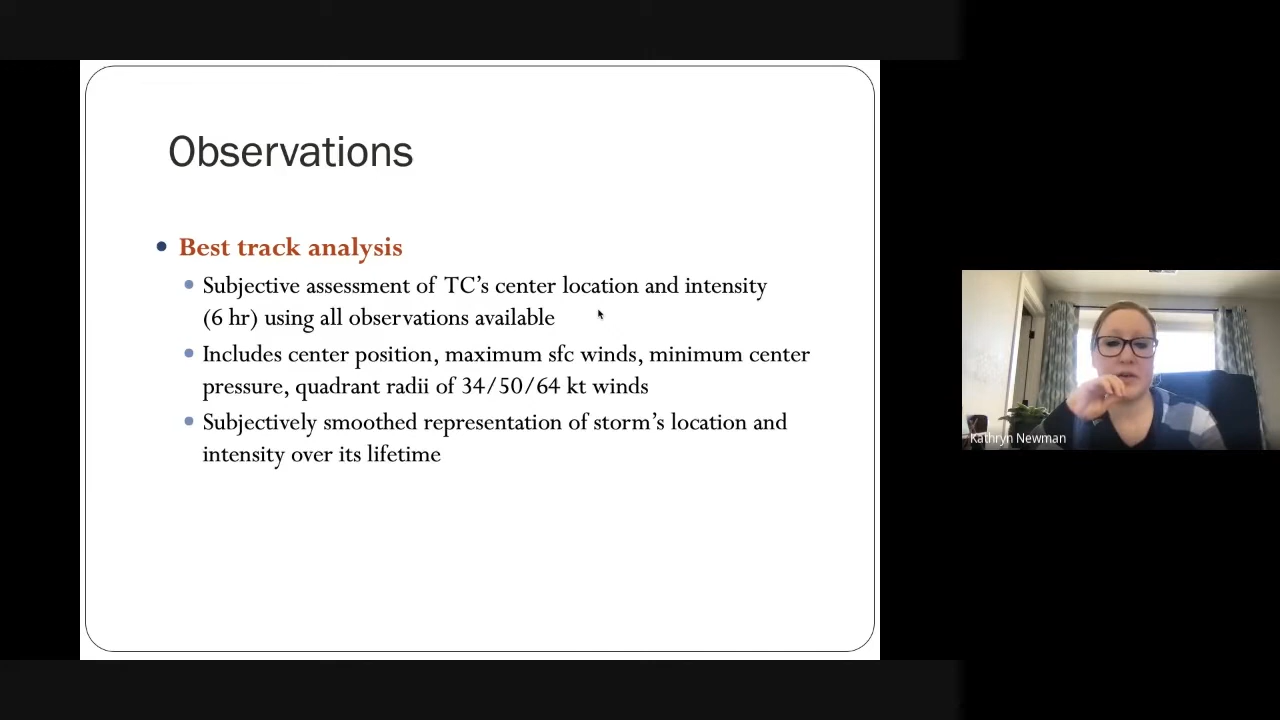 Observations
Best track analysis
Subjective assessment of TC’s center location and intensity
(6 hr) using all observations available
Includes center position, maximum sfc winds, minimum center
pressure, quadrant radii of 34/50/64 kt winds
Subjectively smoothed representation of storm’s location and
intensity over its lifetime
Kathryn Newman